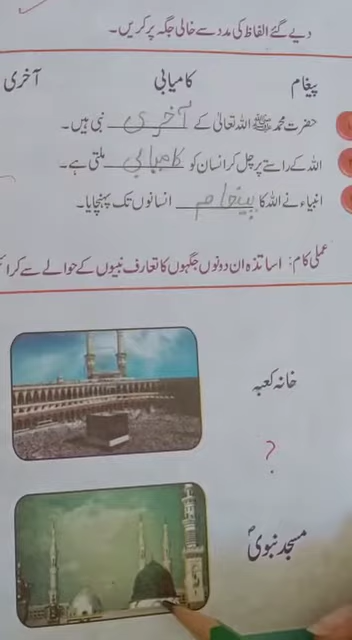 دیے گئے الفاظ کی مدد سے خالی جگہ پر کریں۔
پیغام کامیابی آخری
حضرت محمد ﷺ اللہ تعالیٰ کے آخری نبی ہیں۔
اللہ کے راستے پر چل کر انسان کو کامیابی ملتی ہے۔
انبیاء نے اللہ کا پیغام انسانوں تک پہنچایا۔
عملی کام: اساتذہ ان دونوں جگہوں کا تعارف نبیوں کے حوالے سے
خانہ کعبہ
?
مسجد نبویؐ